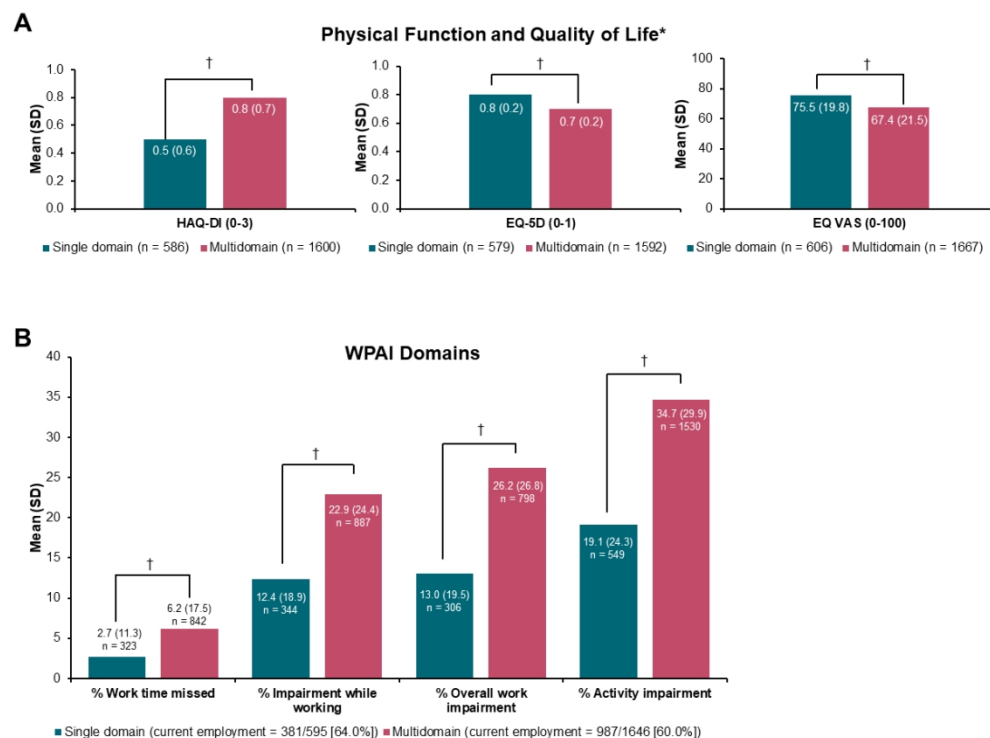 A
Physical Function and Quality of Life*
Mean (SD)
1.0
0.8
0.6
0.4
0.2
0.0
†
0.5 (0.6)
0.8 (0.7)
HAQ-DI (0-3)
Single domain (n = 586) Multidomain (n = 1600)
Mean (SD)
1.0
0.8
0.6
0.4
0.2
0.0
†
0.8 (0.2)
0.7 (0.2)
EQ-5D (0-1)
Single domain (n = 579) Multidomain (n = 1592)
Mean (SD)
100
80
60
40
20
0
†
75.5 (19.8)
67.4 (21.5)
EQ VAS (0-100)
Single domain (n = 606) Multidomain (n = 1667)
B
WPAI Domains
Mean (SD)
40
35
30
25
20
15
10
5
0
†
2.7 (11.3)
n = 323
6.2 (17.5)
n = 842
% Work time missed
†
12.4 (18.9)
n = 344
22.9 (24.4)
n = 887
% Impairment while
working
†
13.0 (19.5)
n = 306
26.2 (26.8)
n = 798
% Overall work
impairment
†
19.1 (24.3)
n = 549
34.7 (29.9)
n = 1530
% Activity impairment
Single domain (current employment = 381/595 [64.0%]) Multidomain (current employment = 987/1646 [60.0%])